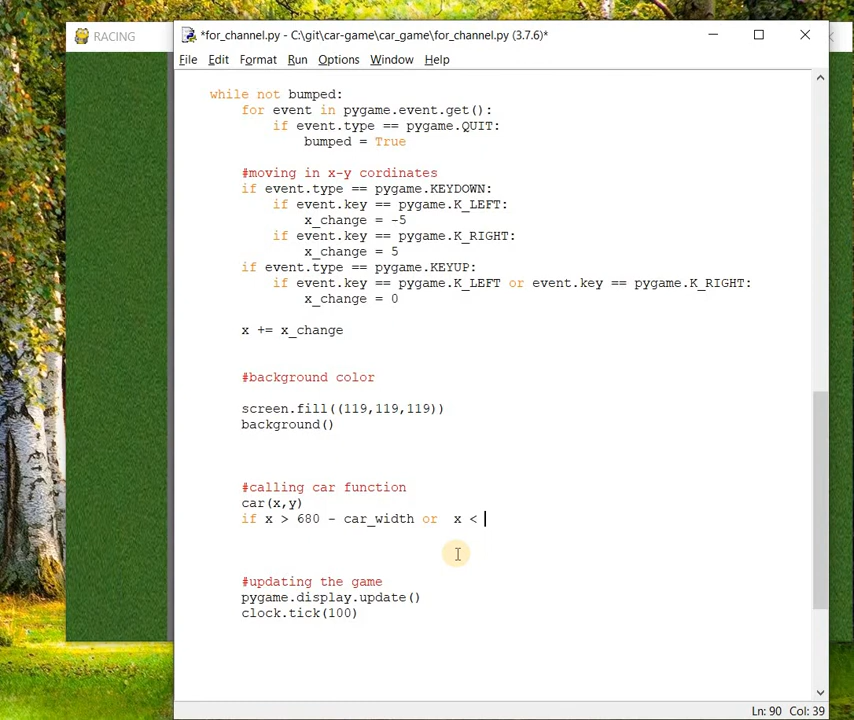 RACING
*for_channel.py - C:\git\car-game\car_game\for_channel.py (3.7.6)*
File Edit Format Run Options Window Help
while not bumped:
for event in pygame.event.get():
if event.type == pygame.QUIT:
bumped = True
#moving in x-y cordinates
if event.type == pygame.KEYDOWN:
if event.key == pygame.K_LEFT:
x_change = -5
if event.key == pygame.K_RIGHT:
x_change = 5
if event.type == pygame.KEYUP:
if event.key == pygame.K_LEFT or event.key == pygame.K_RIGHT:
x_change = 0
x += x_change
#background color
screen.fill((119,119,119))
background()
#calling car function
car(x,y)
if x > 680 - car_width or  x <
#updating the game
pygame.display.update()
clock.tick(100)
Ln: 90 Col: 39